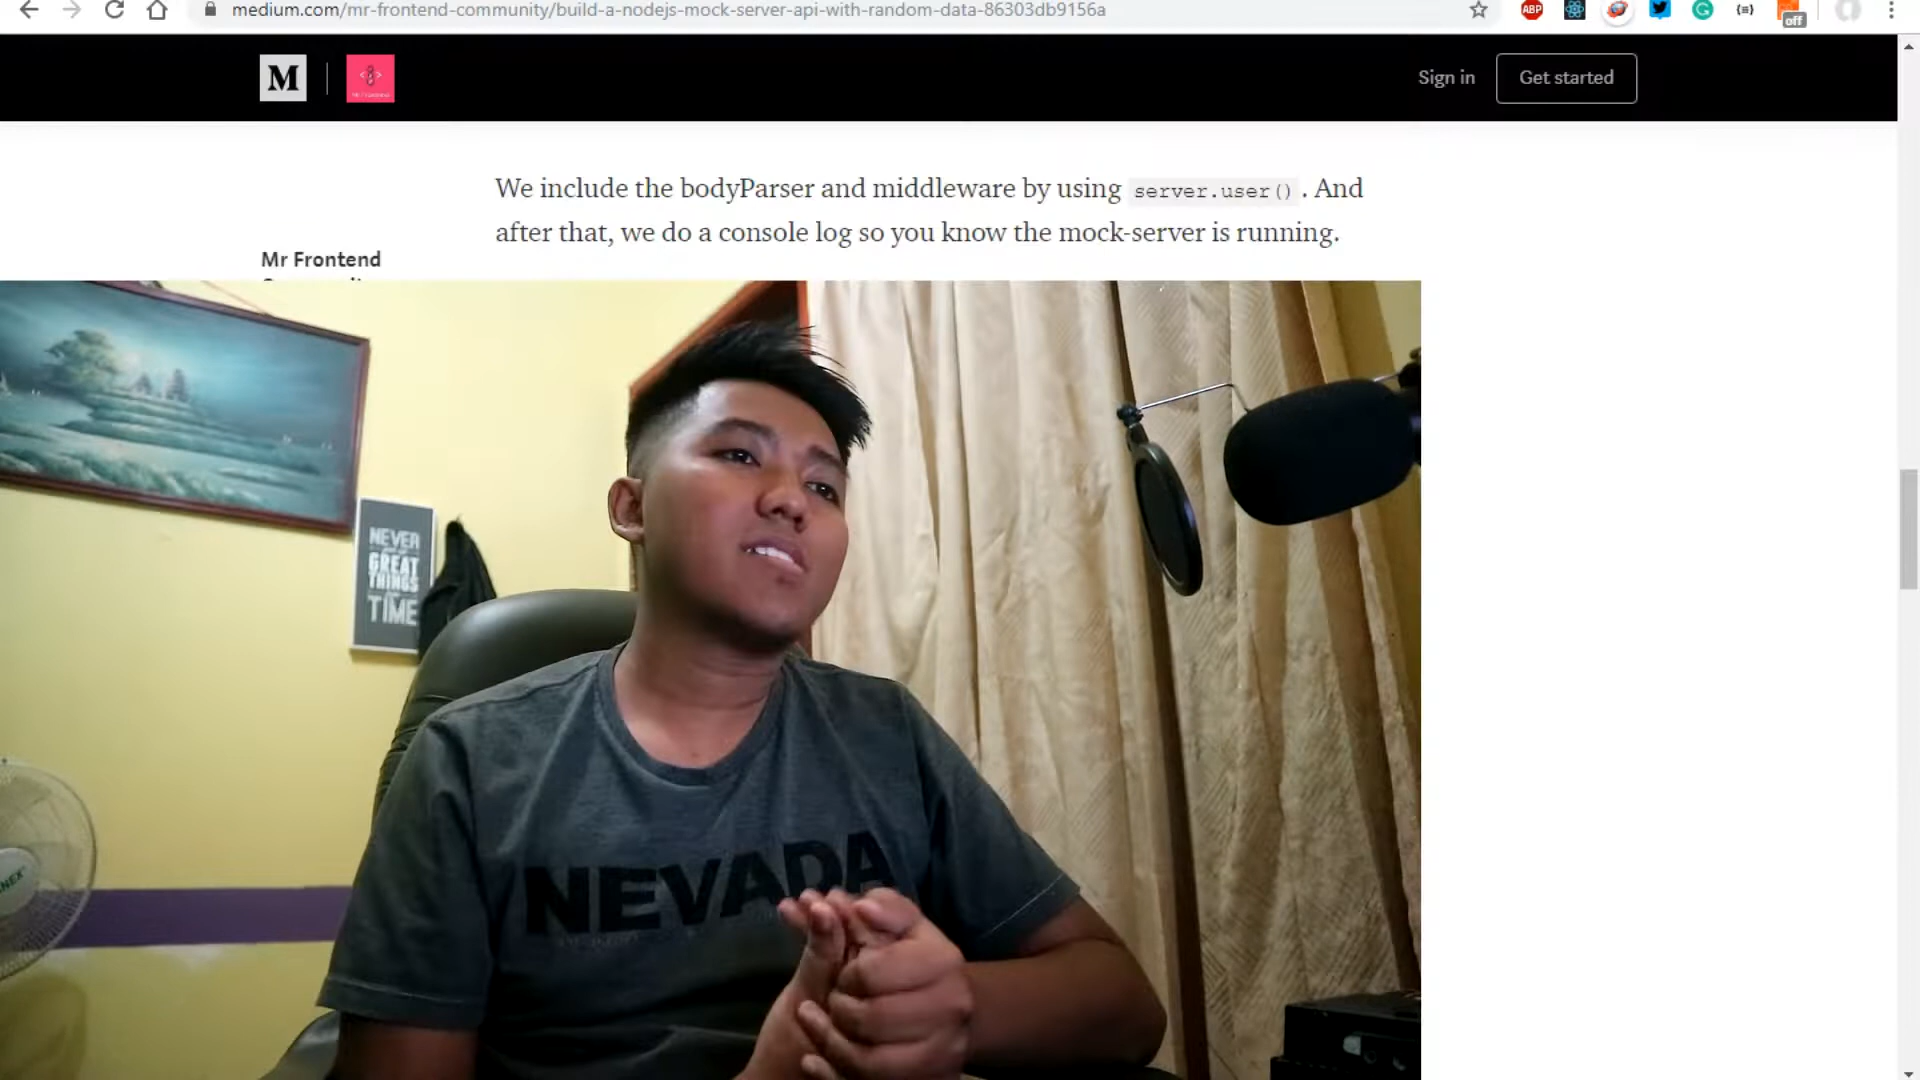 medium.com/mr-frontend-community/build-a-nodejs-mock-server-api-with-random-data-86303db9156a
ABP
off
M
Sign in
Get started
We include the bodyParser and middleware by using server.user() . And
after that, we do a console log so you know the mock-server is running.
Mr Frontend
NEVER
GREAT
THINGS
TIME
NEVADA